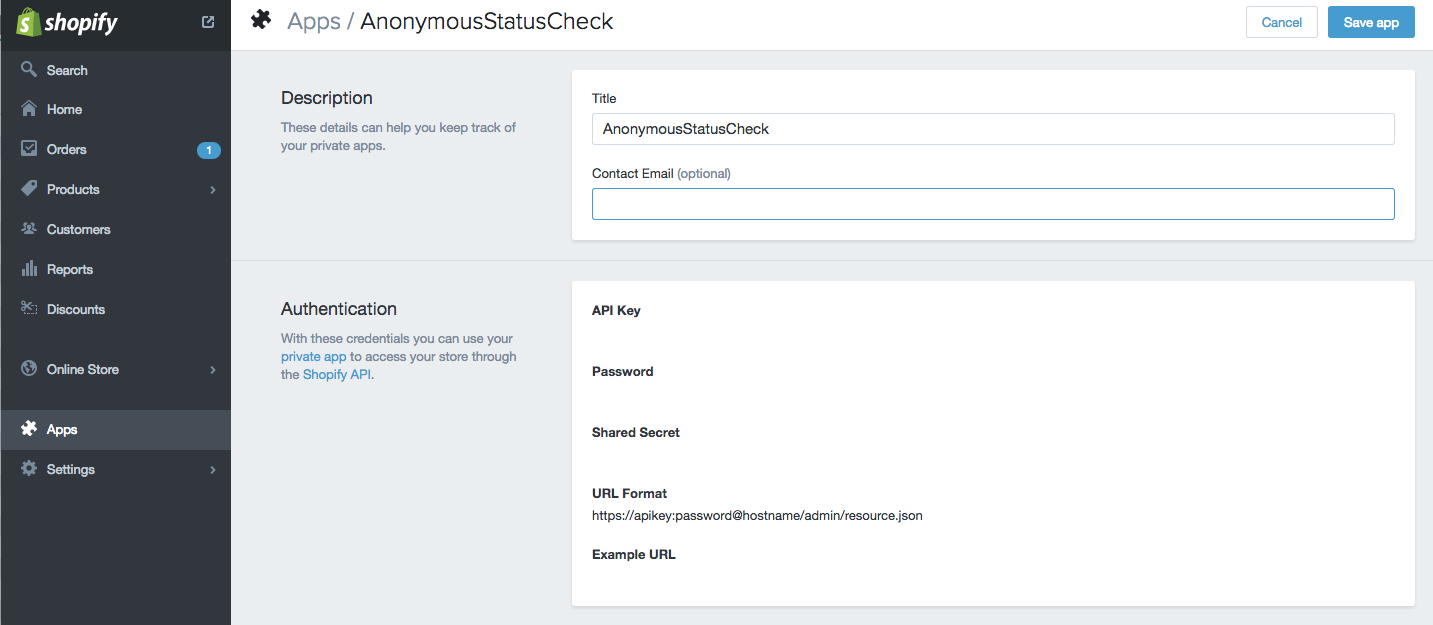 shopify
Apps / AnonymousStatusCheck
Cancel
Save app
Search
Home
Orders
1
Products
Customers
Reports
Discounts
Online Store
Apps
Settings
Description
These details can help you keep track of
your private apps.
Title
AnonymousStatusCheck
Contact Email (optional)
Authentication
With these credentials you can use your
private app to access your store through
the Shopify API.
API Key
Password
Shared Secret
URL Format
https://apikey:password@hostname/admin/resource.json
Example URL